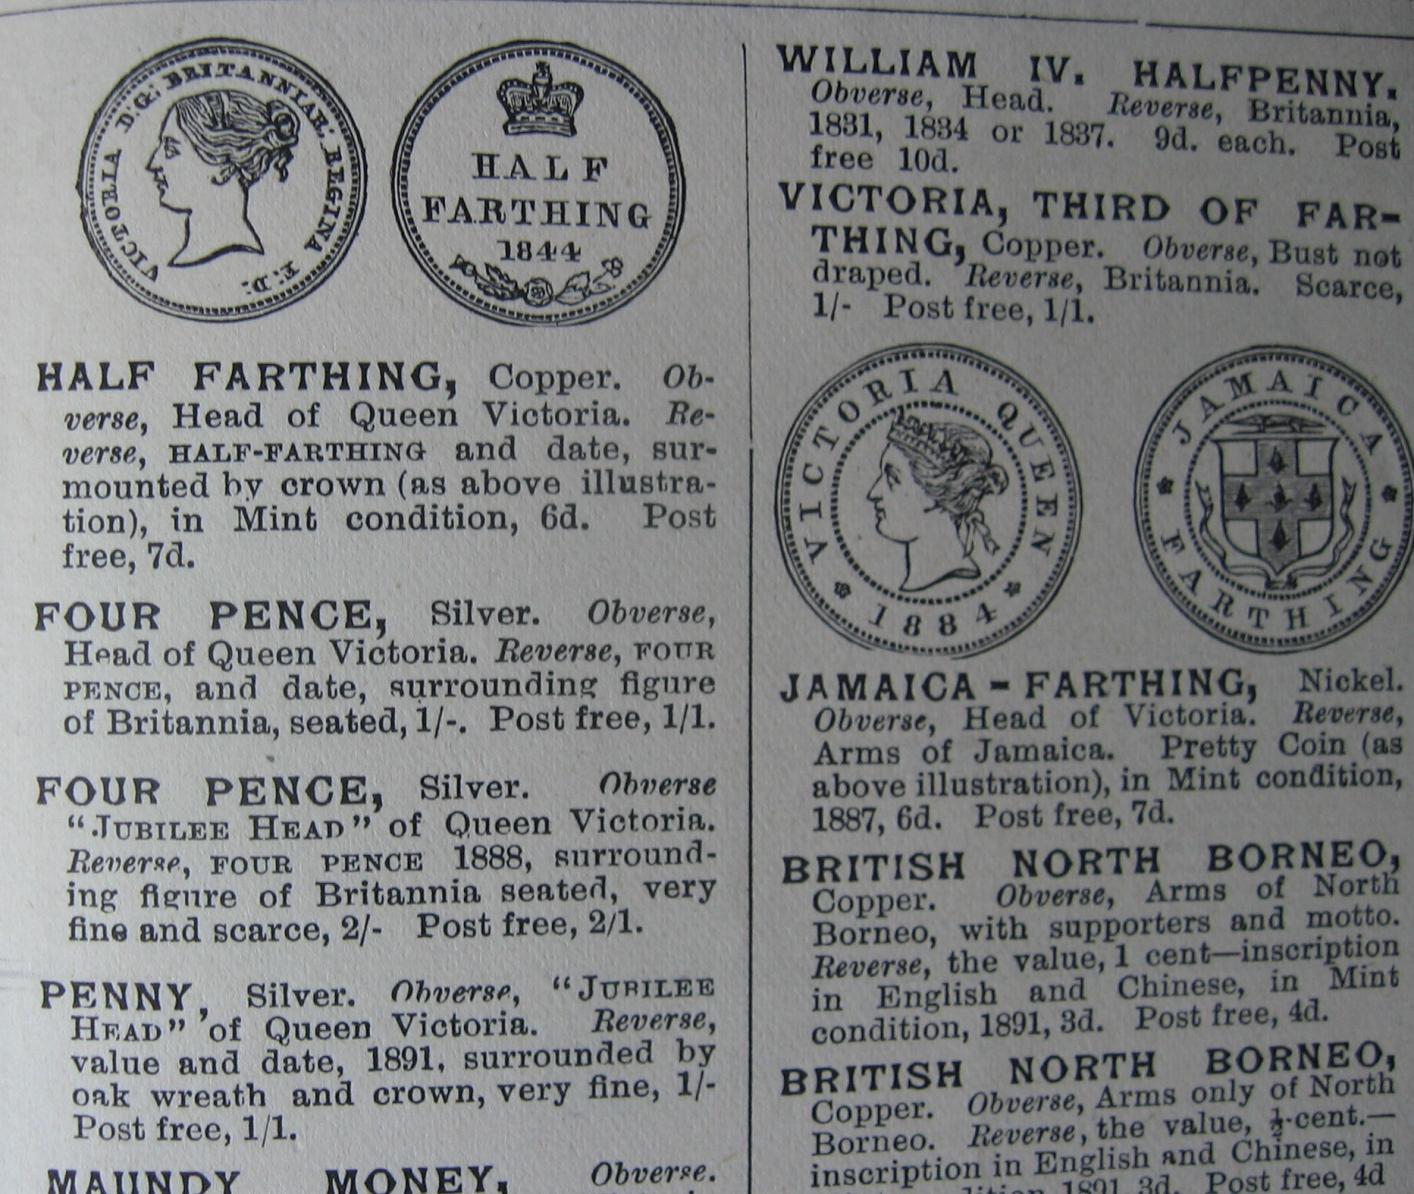 VICTORIA D:G: BRITANNIAR: REGINA F:D:
HALF
FARTHING
1844
HALF FARTHING, Copper. Ob-
verse, Head of Queen Victoria. Re-
verse, HALF-FARTHING and date, sur-
mounted by crown (as above illustra-
tion), in Mint condition, 6d. Post
free, 7d.
FOUR PENCE, Silver. Obverse,
Head of Queen Victoria. Reverse, FOUR
PENCE, and date, surrounding figure
of Britannia, seated, 1/-. Post free, 1/1.
FOUR PENCE, Silver. Obverse
"JUBILEE HEAD" of Queen Victoria.
Reverse, FOUR PENCE 1888, surround-
ing figure of Britannia seated, very
fine and scarce, 2/- Post free, 2/1.
PENNY, Silver. Obverse, "JUBILEE
HEAD" of Queen Victoria. Reverse,
value and date, 1891, surrounded by
oak wreath and crown, very fine, 1/-
Post free, 1/1.
MAUNDY MONEY, Obverse.
WILLIAM IV. HALFPENNY.
Obverse, Head. Reverse, Britannia,
1831, 1834 or 1837. 9d. each. Post
free 10d.
VICTORIA, THIRD OF FAR-
THING, Copper. Obverse, Bust not
draped. Reverse, Britannia. Scarce,
1/- Post free, 1/1.
VICTORIA QUEEN
1884
JAMAICA
FARTHING
JAMAICA-FARTHING, Nickel.
Obverse, Head of Victoria. Reverse,
Arms of Jamaica. Pretty Coin (as
above illustration), in Mint condition,
1887, 6d. Post free, 7d.
BRITISH NORTH BORNEO,
Copper. Obverse, Arms of North
Borneo, with supporters and motto.
Reverse, the value, 1 cent—inscription
in English and Chinese, in Mint
condition, 1891, 3d. Post free, 4d.
BRITISH NORTH BORNEO,
Copper. Obverse, Arms only of North
Borneo. Reverse, the value, ½-cent.—
inscription in English and Chinese, in
1891 3d. Post free, 4d